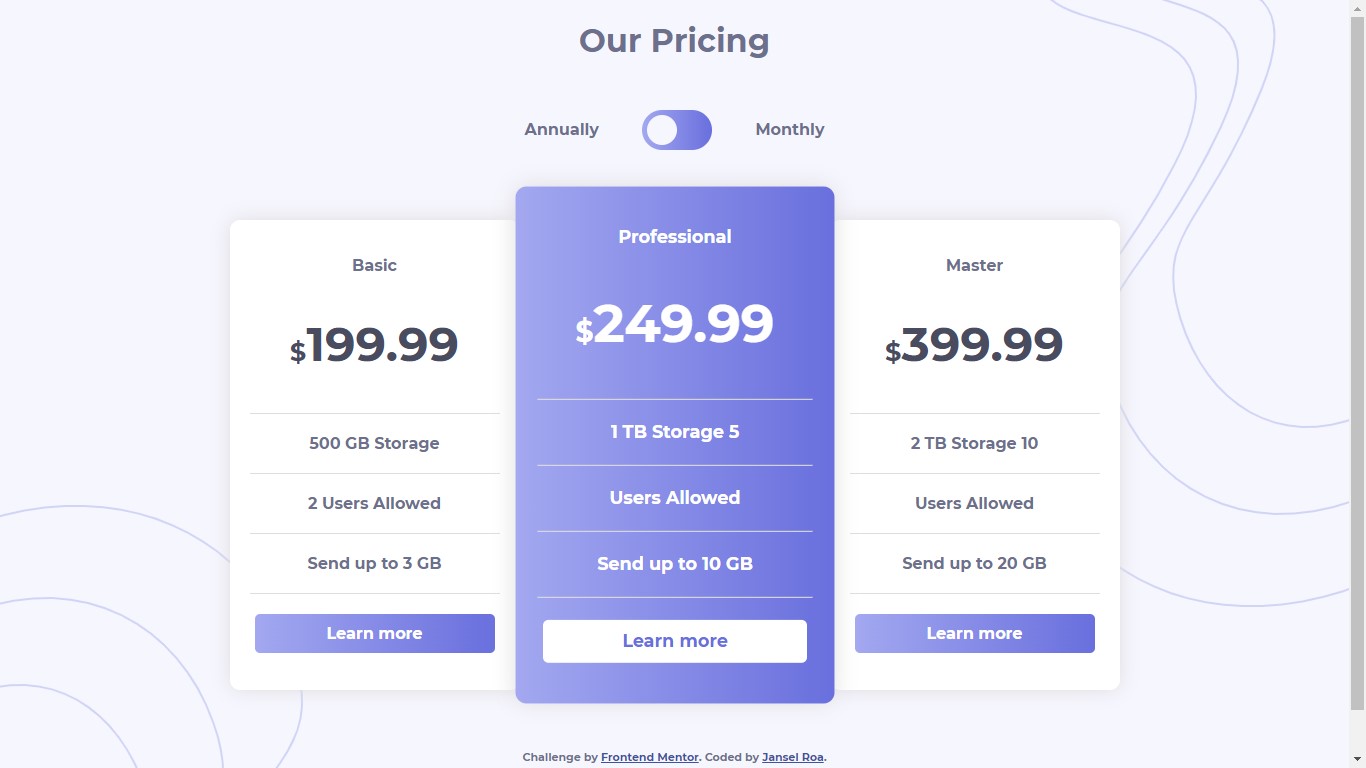 Our Pricing
Annually
Monthly
Basic
$199.99
500 GB Storage
2 Users Allowed
Send up to 3 GB
Learn more
Professional
$249.99
1 TB Storage 5
Users Allowed
Send up to 10 GB
Learn more
Master
$399.99
2 TB Storage 10
Users Allowed
Send up to 20 GB
Learn more
Challenge by Frontend Mentor. Coded by Jansel Roa.